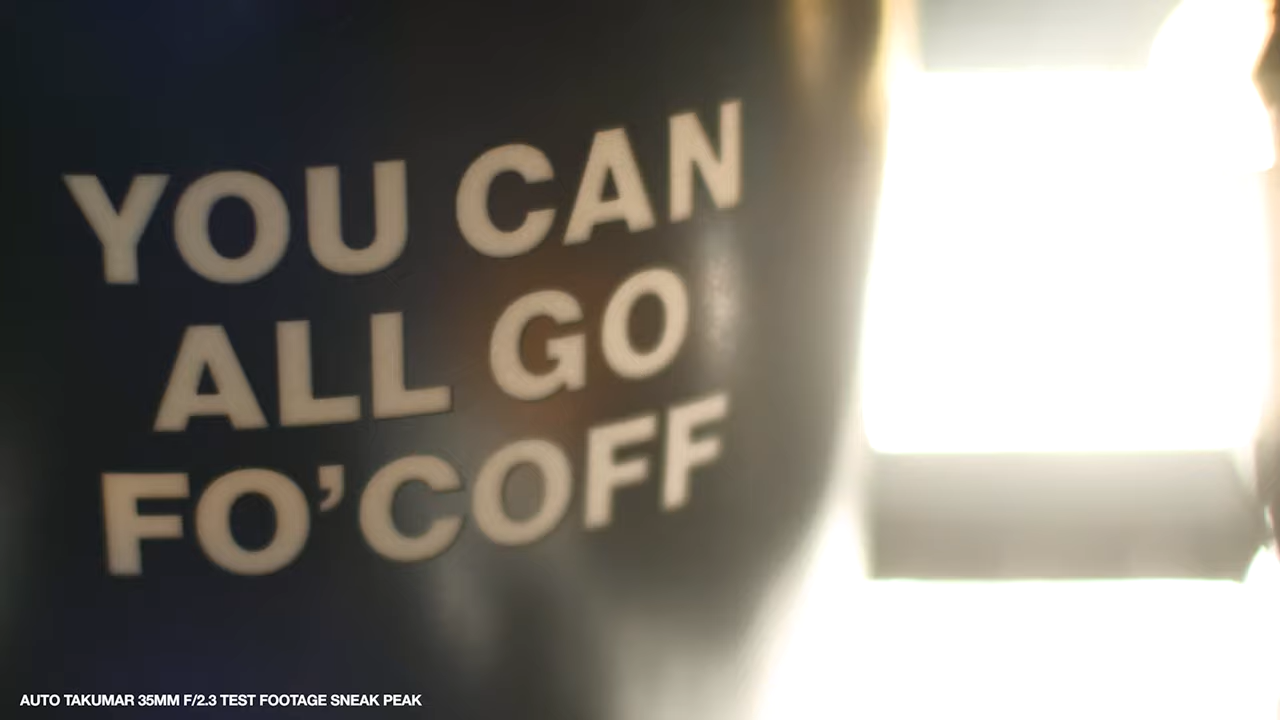 YOU CAN
ALL GO
FO’COFF
AUTO TAKUMAR 35MM F/2.3 TEST FOOTAGE SNEAK PEAK